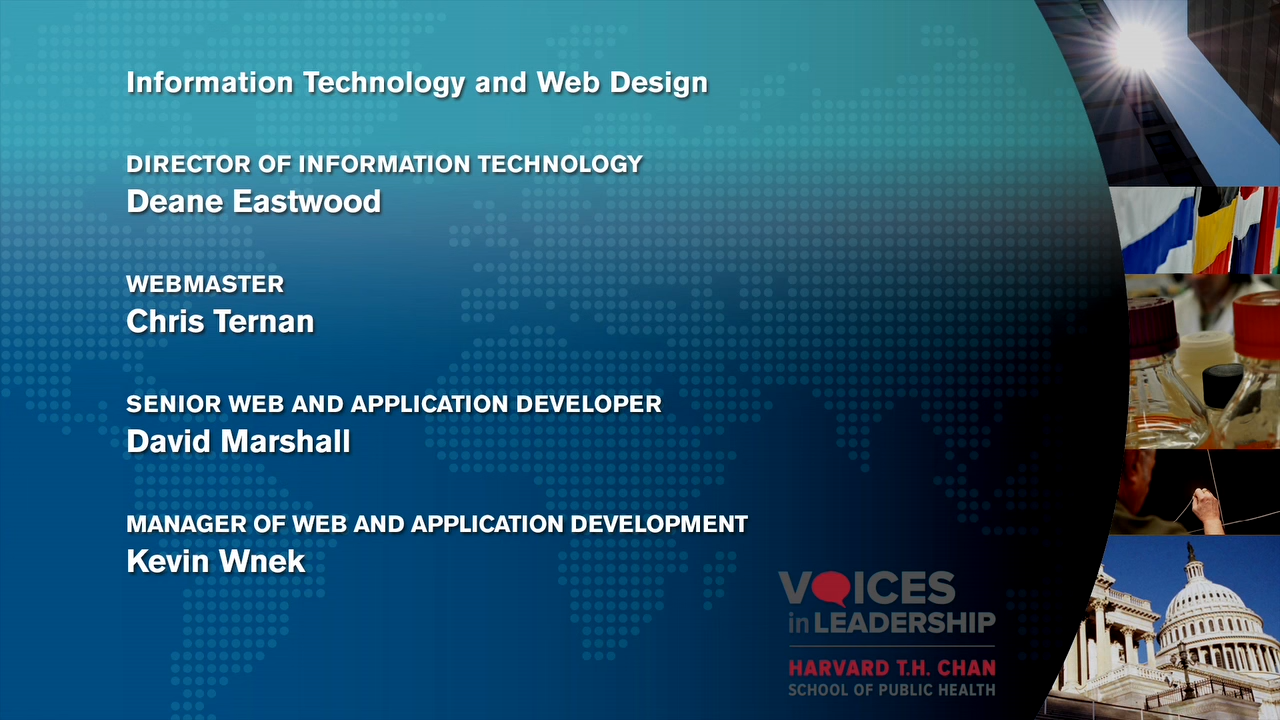 Information Technology and Web Design
DIRECTOR OF INFORMATION TECHNOLOGY
Deane Eastwood
WEBMASTER
Chris Ternan
SENIOR WEB AND APPLICATION DEVELOPER
David Marshall
MANAGER OF WEB AND APPLICATION DEVELOPMENT
Kevin Wnek
VOICES
in LEADERSHIP
HARVARD T.H. CHAN
SCHOOL OF PUBLIC HEALTH